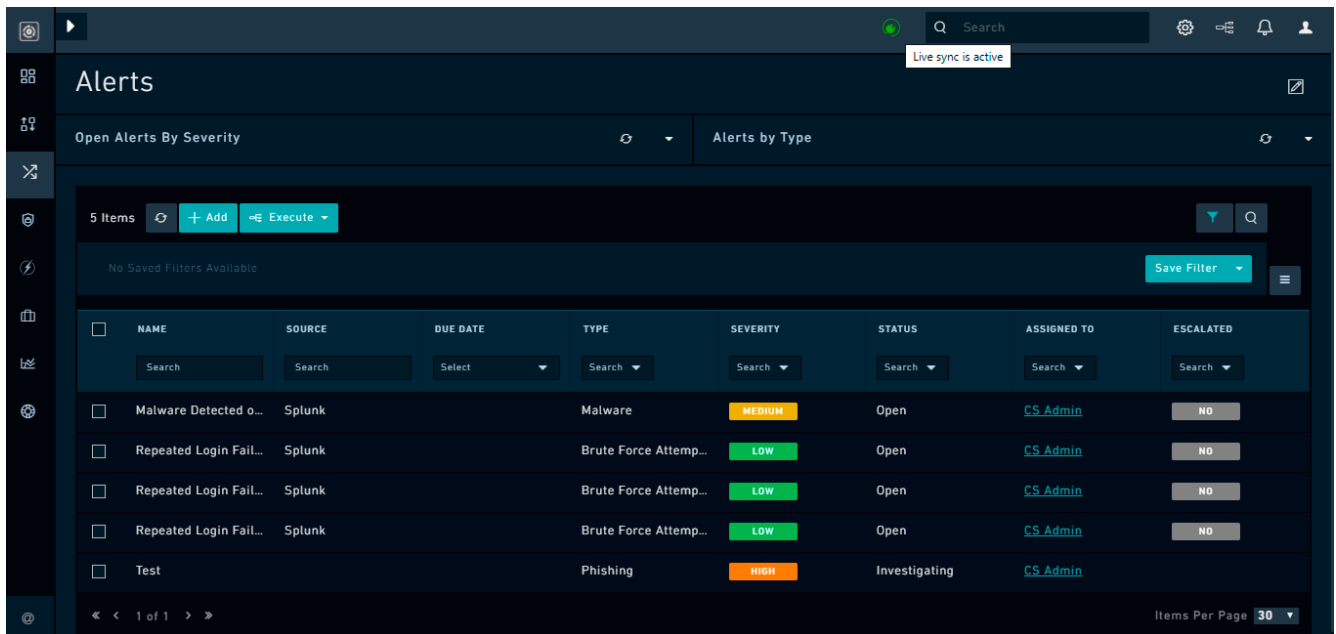 Search
Live sync is active
Alerts
Open Alerts By Severity
Alerts by Type
5 Items
Add
Execute
No Saved Filters Available
Save Filter
NAME SOURCE DUE DATE TYPE SEVERITY STATUS ASSIGNED TO ESCALATED
Search Search Select Search Search Search Search Search
Malware Detected o... Splunk Malware MEDIUM Open CS Admin NO
Repeated Login Fail... Splunk Brute Force Attemp... LOW Open CS Admin NO
Repeated Login Fail... Splunk Brute Force Attemp... LOW Open CS Admin NO
Repeated Login Fail... Splunk Brute Force Attemp... LOW Open CS Admin NO
Test Phishing HIGH Investigating CS Admin
@ « < 1 of 1 > » Items Per Page 30